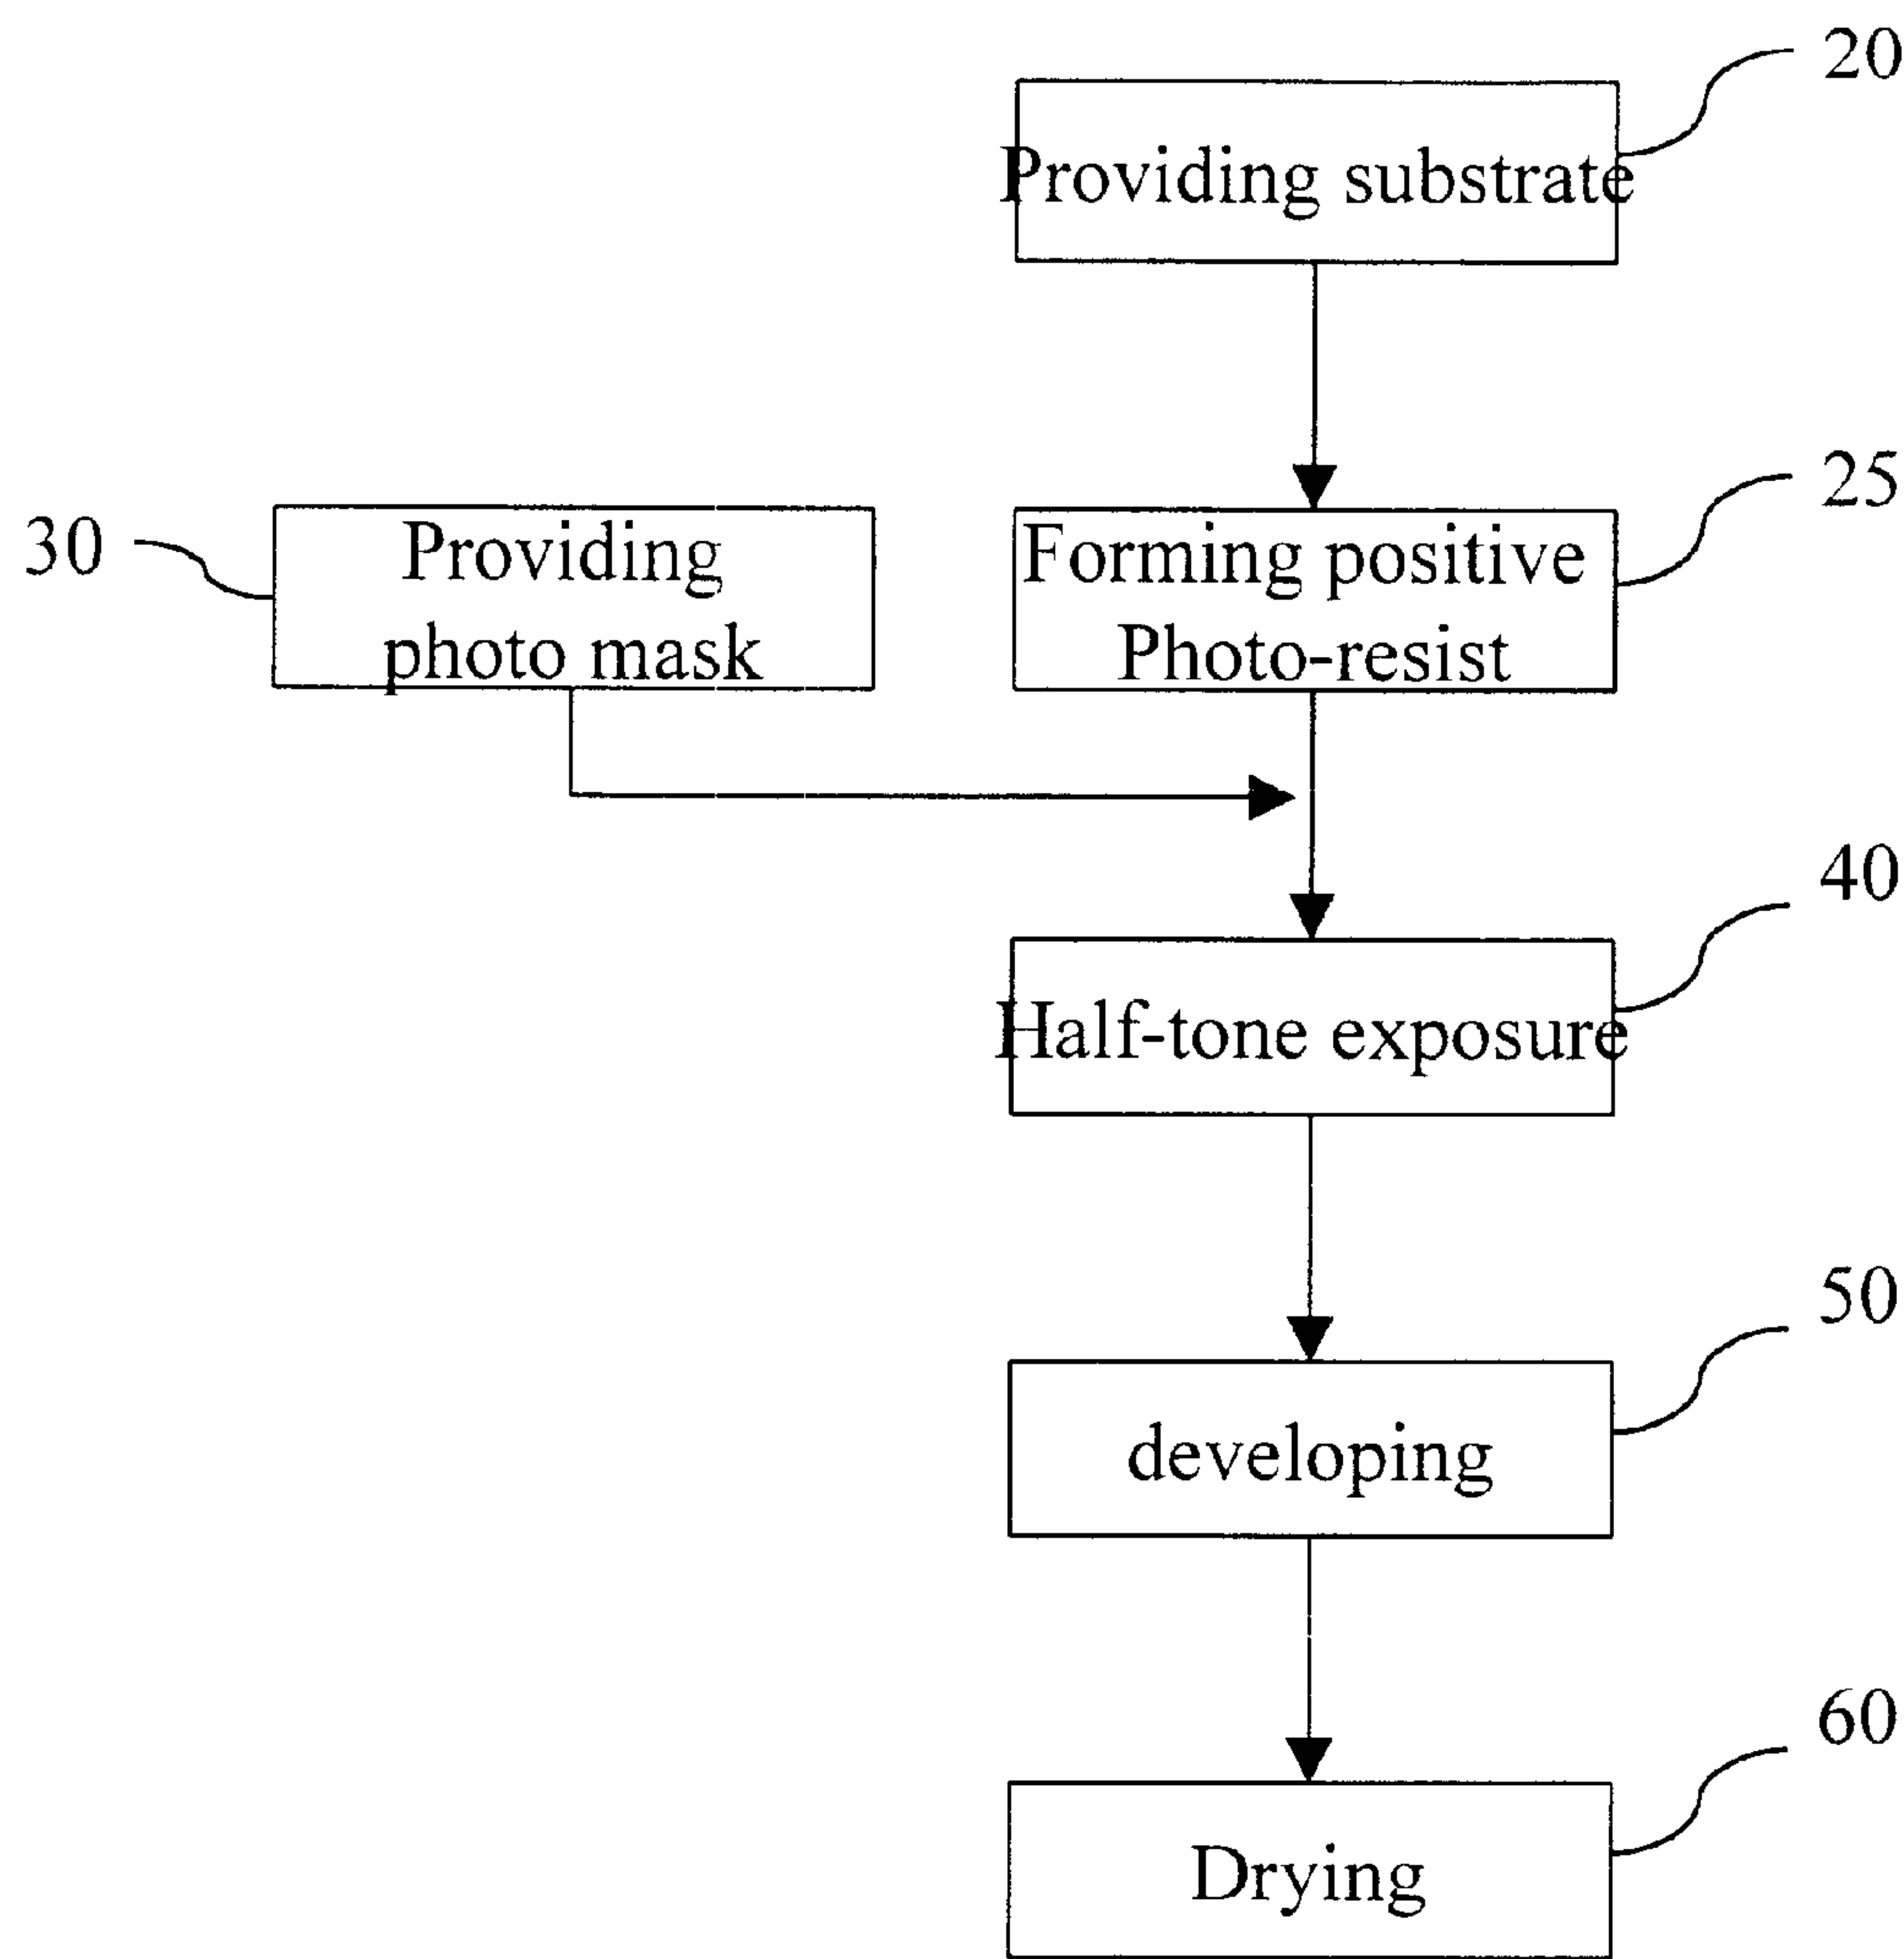 20
Providing substrate
25
30
Providing
photo mask
Forming positive
Photo-resist
40
Half-tone exposure
50
developing
60
Drying